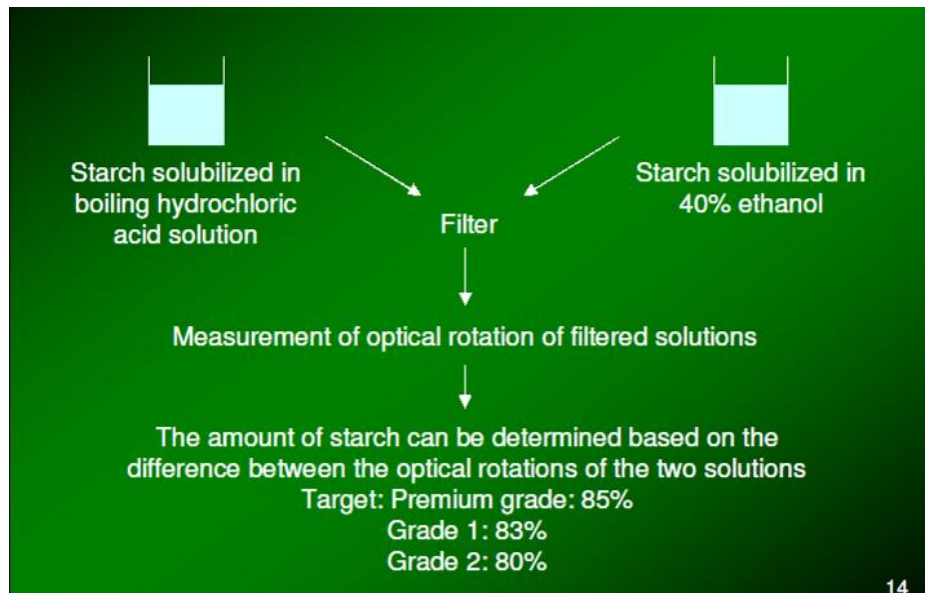 Starch solubilized in
boiling hydrochloric
acid solution
Starch solubilized in
40% ethanol
Filter
Measurement of optical rotation of filtered solutions
The amount of starch can be determined based on the
difference between the optical rotations of the two solutions
Target: Premium grade: 85%
Grade 1: 83%
Grade 2: 80%
14